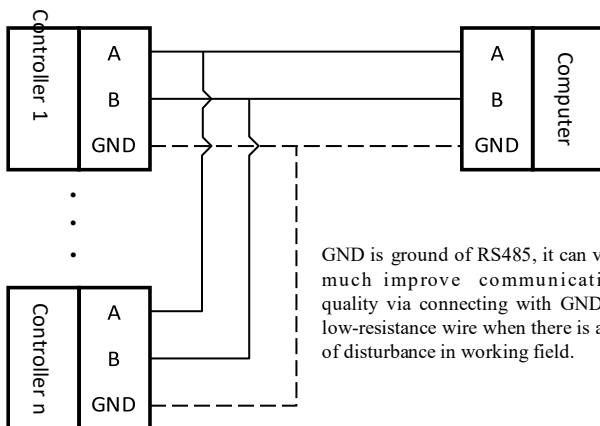 Controller 1
A
B
GND
A
B
GND
Computer
GND is ground of RS485, it can
much improve
quality via connecting with GND
low-resistance wire when there is
of disturbance in working field.
Controller n
A
B
GND